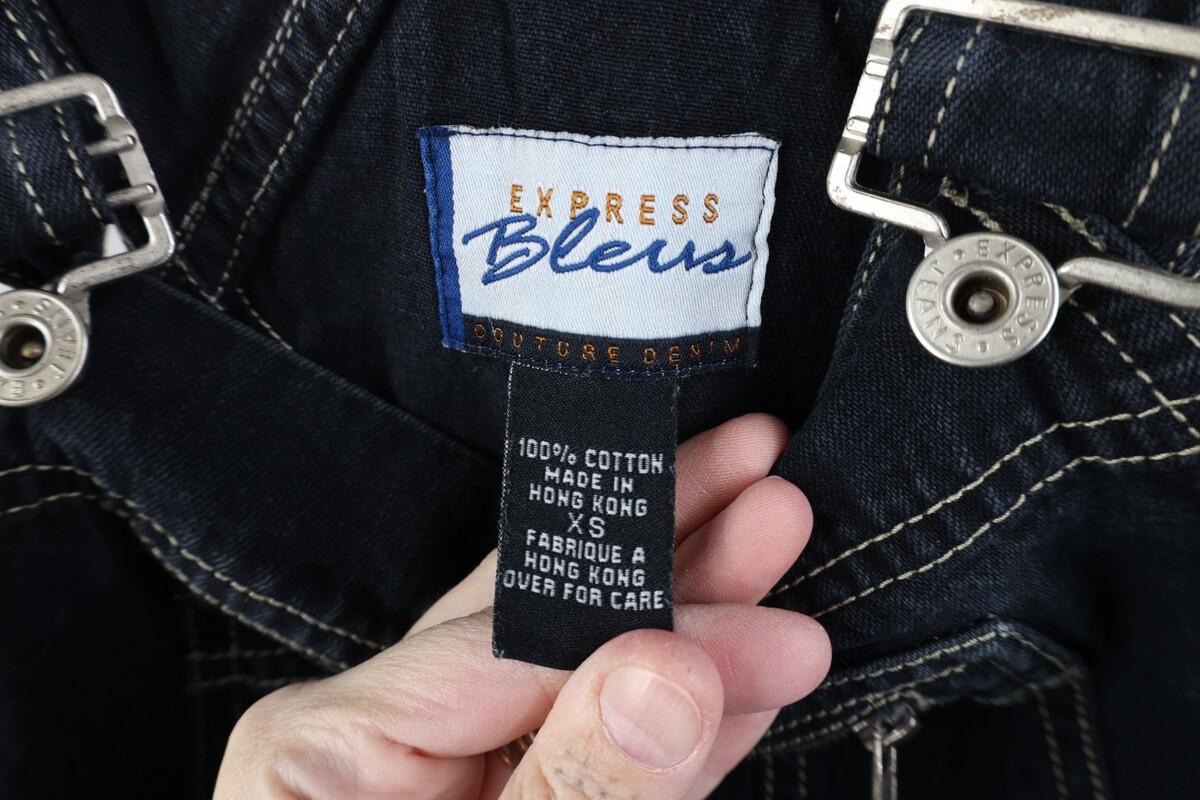 EXPRESS
Bleus
COUTURE DENIM
100% COTTON
MADE IN
HONG KONG
XS
FABRIQUE A
HONG KONG
OVER FOR CARE
EXPRESS
JEANS